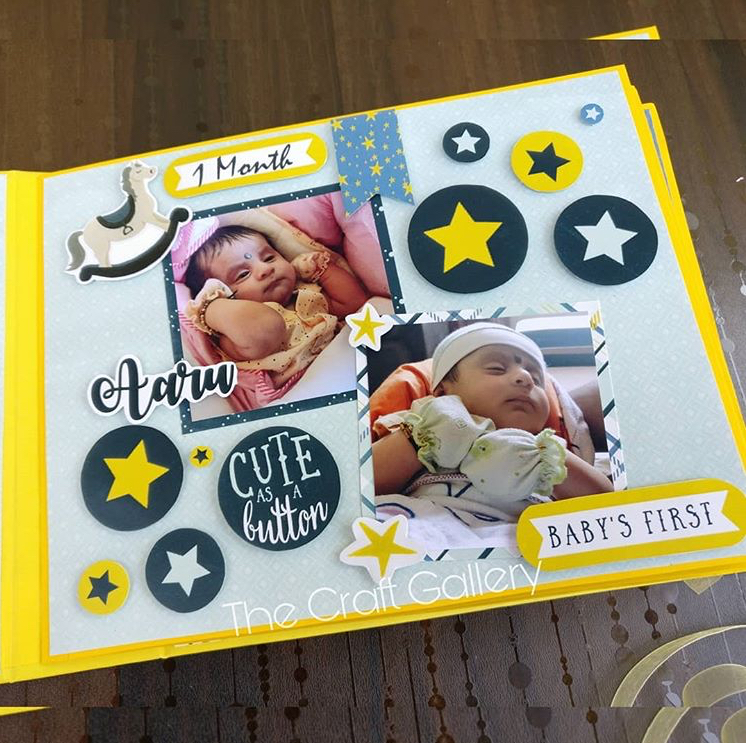 1 Month
Aaru
CUTE
AS A
button
BABY'S FIRST
The Craft Gallery